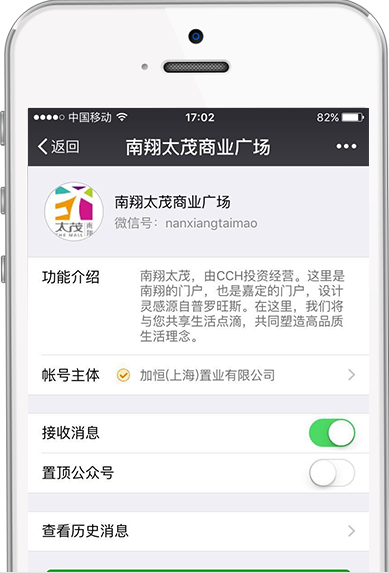 中国移动 17:02 82%
返回 南翔太茂商业广场
南翔太茂商业广场
微信号：nanxiangtaimao
太茂 南翔
THE MALL
功能介绍 南翔太茂，由CCH投资经营。这里是
南翔的门户，也是嘉定的门户，设计
灵感源自普罗旺斯。在这里，我们将
与您共享生活点滴，共同塑造高品质
生活理念。
帐号主体 加恒(上海)置业有限公司
接收消息
置顶公众号
查看历史消息